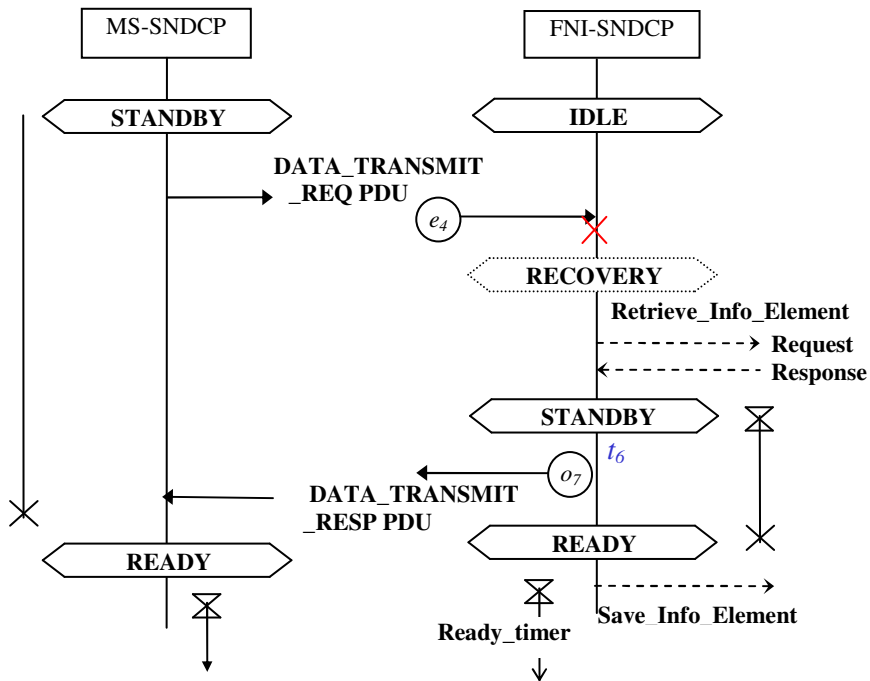 MS-SNDCP
FNI-SNDCP
STANDBY
IDLE
DATA_TRANSMIT
_REQ PDU
e4
RECOVERY
Retrieve_Info_Element
Request
Response
STANDBY
t6
o7
DATA_TRANSMIT
_RESP PDU
READY
READY
Ready_timer
Save_Info_Element